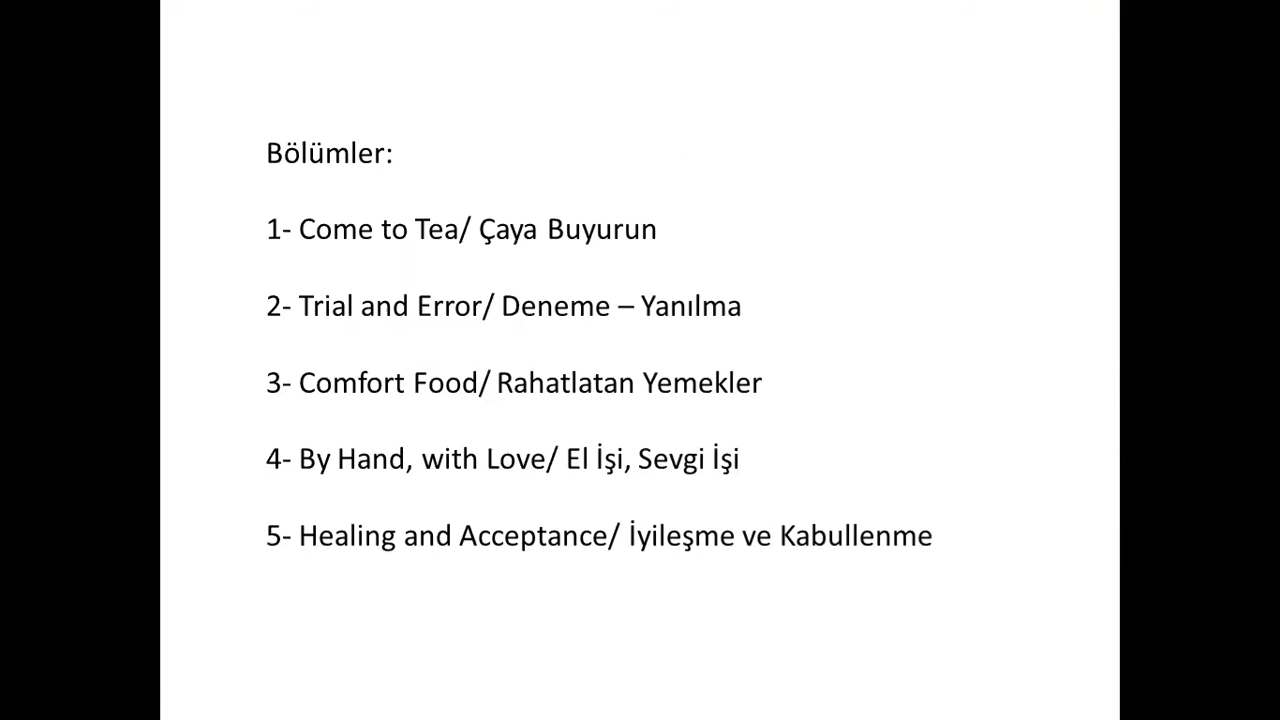 Bölümler:
1- Come to Tea/ Çaya Buyurun
2- Trial and Error/ Deneme – Yanılma
3- Comfort Food/ Rahatlatan Yemekler
4- By Hand, with Love/ El İşi, Sevgi İşi
5- Healing and Acceptance/ İyileşme ve Kabullenme